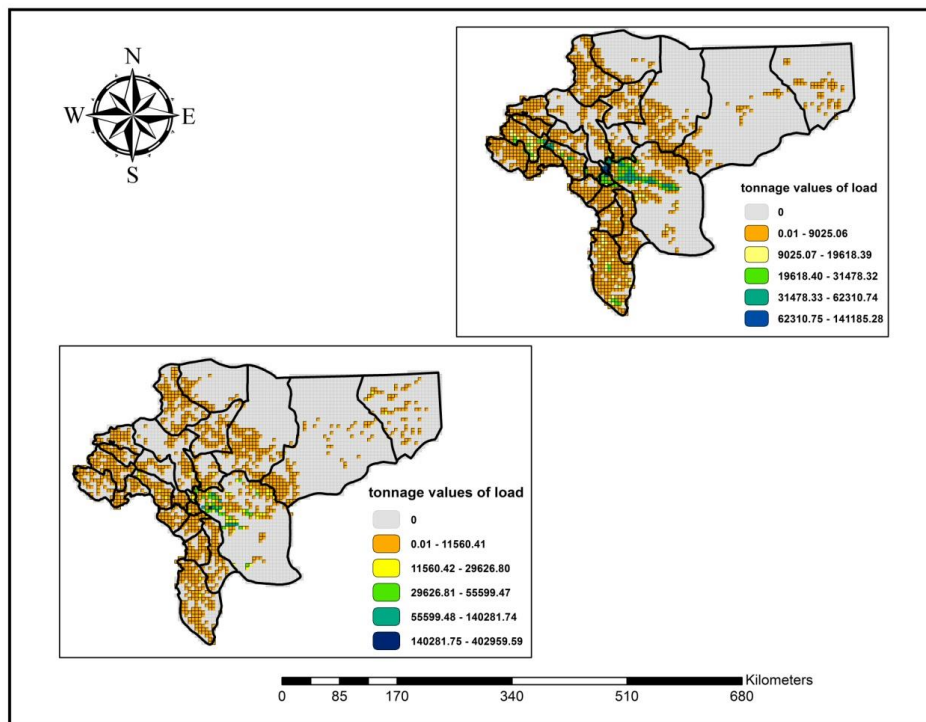 N
W E
S
tonnage values of load
0
0.01 - 9025.06
9025.07 - 19618.39
19618.40 - 31478.32
31478.33 - 62310.74
62310.75 - 141185.28
tonnage values of load
0
0.01 - 11560.41
11560.42 - 29626.80
29626.81 - 55599.47
55599.48 - 140281.74
140281.75 - 402959.59
Kilometers
0 85 170 340 510 680